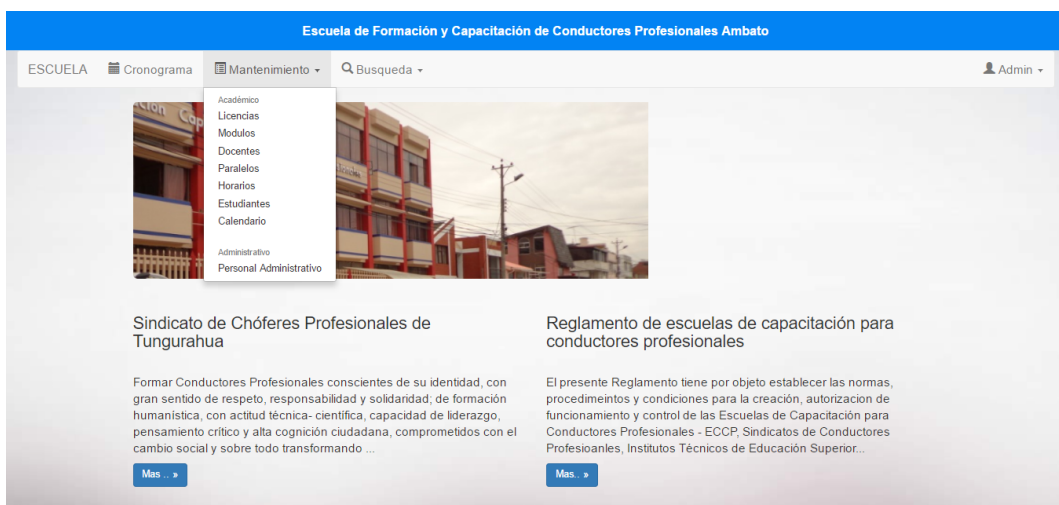 Escuela de Formación y Capacitación de Conductores Profesionales Ambato
ESCUELA Cronograma Mantenimiento Busqueda Admin
Académico
Licencias
Modulos
Docentes
Paralelos
Horarios
Estudiantes
Calendario
Administrativo
Personal Administrativo
Sindicato de Chóferes Profesionales de
Tungurahua
Formar Conductores Profesionales conscientes de su identidad, con
gran sentido de respeto, responsabilidad y solidaridad; de formación
humanística, con actitud técnica- científica, capacidad de liderazgo,
pensamiento crítico y alta cognición ciudadana, comprometidos con el
cambio social y sobre todo transformando ...
Mas .. »
Reglamento de escuelas de capacitación para
conductores profesionales
El presente Reglamento tiene por objeto establecer las normas,
procedimeintos y condiciones para la creación, autorizacion de
funcionamiento y control de las Escuelas de Capacitación para
Conductores Profesionales - ECCP, Sindicatos de Conductores
Profesioanles, Institutos Técnicos de Educación Superior...
Mas.. »